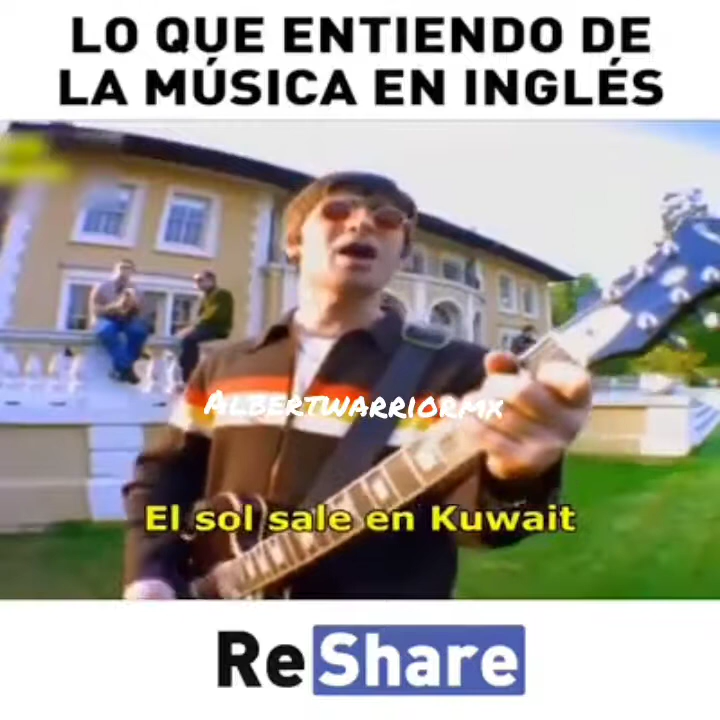 LO QUE ENTIENDO DE
LA MÚSICA EN INGLÉS
ALBERTWARRIORMX
El sol sale en Kuwait
ReShare